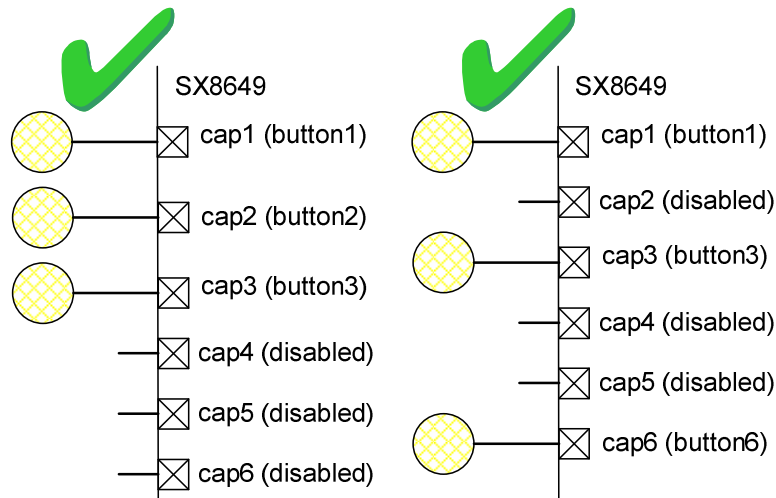 SX8649
cap1 (button1)
cap2 (button2)
cap3 (button3)
cap4 (disabled)
cap5 (disabled)
cap6 (disabled)
SX8649
cap1 (button1)
cap2 (disabled)
cap3 (button3)
cap4 (disabled)
cap5 (disabled)
cap6 (button6)